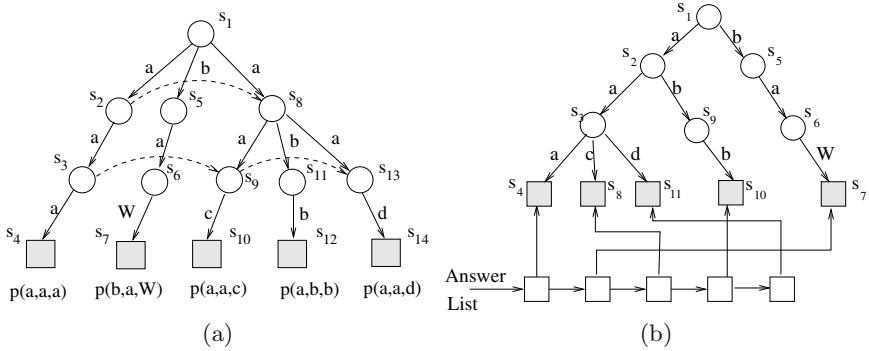 s1
a b a
s2 s5 s8
a a a b a
s3 s6 s9 s11 s13
a W c b d
s4 s7 s10 s12 s14
p(a,a,a) p(b,a,W) p(a,a,c) p(a,b,b) p(a,a,d)
(a)
s1
a b
s2 s5
a b a
s3 s9 s6
a c d b W
s4 s8 s11 s10 s7
Answer
List
(b)